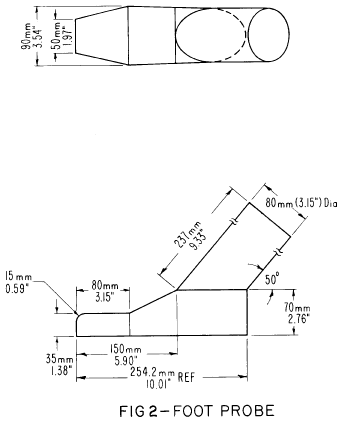 90mm
3.54"
50mm
1.97"
237mm
9.33"
80mm (3.15") Dia
15mm
0.59"
80mm
3.15"
50°
70mm
2.76"
35mm
1.38"
150mm
5.90"
254.2mm REF
10.01"
FIG 2-FOOT PROBE